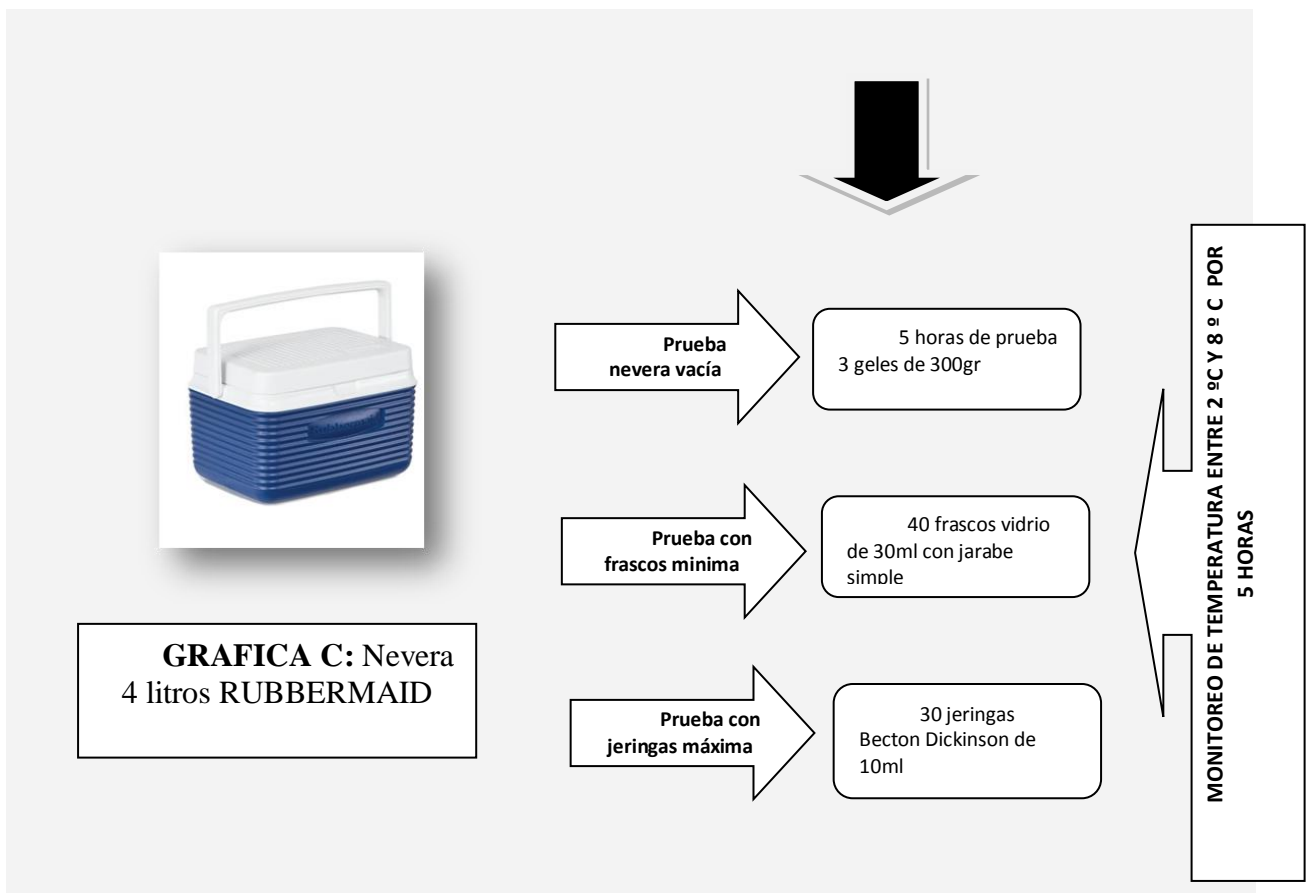 Prueba
nevera vacía
5 horas de prueba
3 geles de 300gr
Prueba con
frascos minima
40 frascos vidrio
de 30ml con jarabe
simple
GRAFICA C: Nevera
4 litros RUBBERMAID
Prueba con
jeringas máxima
30 jeringas
Becton Dickinson de
10ml
MONITOREO DE TEMPERATURA ENTRE 2 ºC Y 8 º C POR
5 HORAS